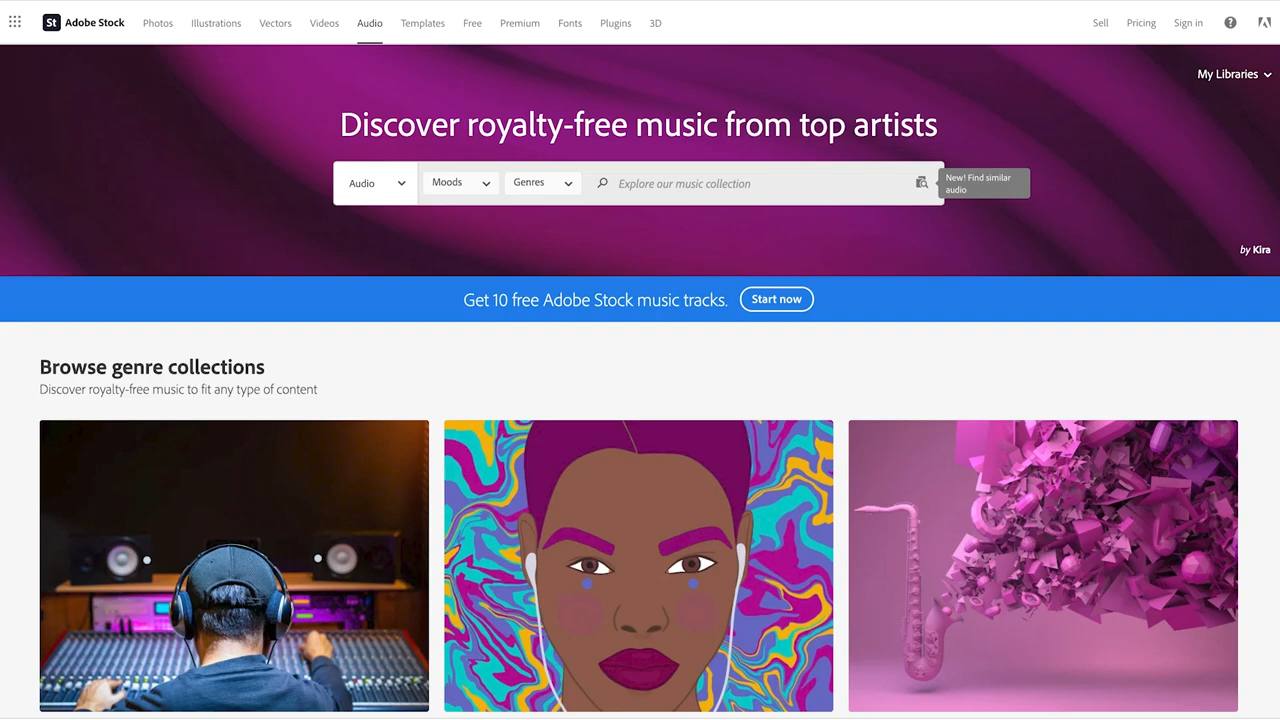 St Adobe Stock Photos Illustrations Vectors Videos Audio Templates Free Premium Fonts Plugins 3D Sell Pricing Sign in ?
My Libraries
Discover royalty-free music from top artists
Audio Moods Genres Explore our music collection
New! Find similar
audio
by Kira
Get 10 free Adobe Stock music tracks. Start now
Browse genre collections
Discover royalty-free music to fit any type of content